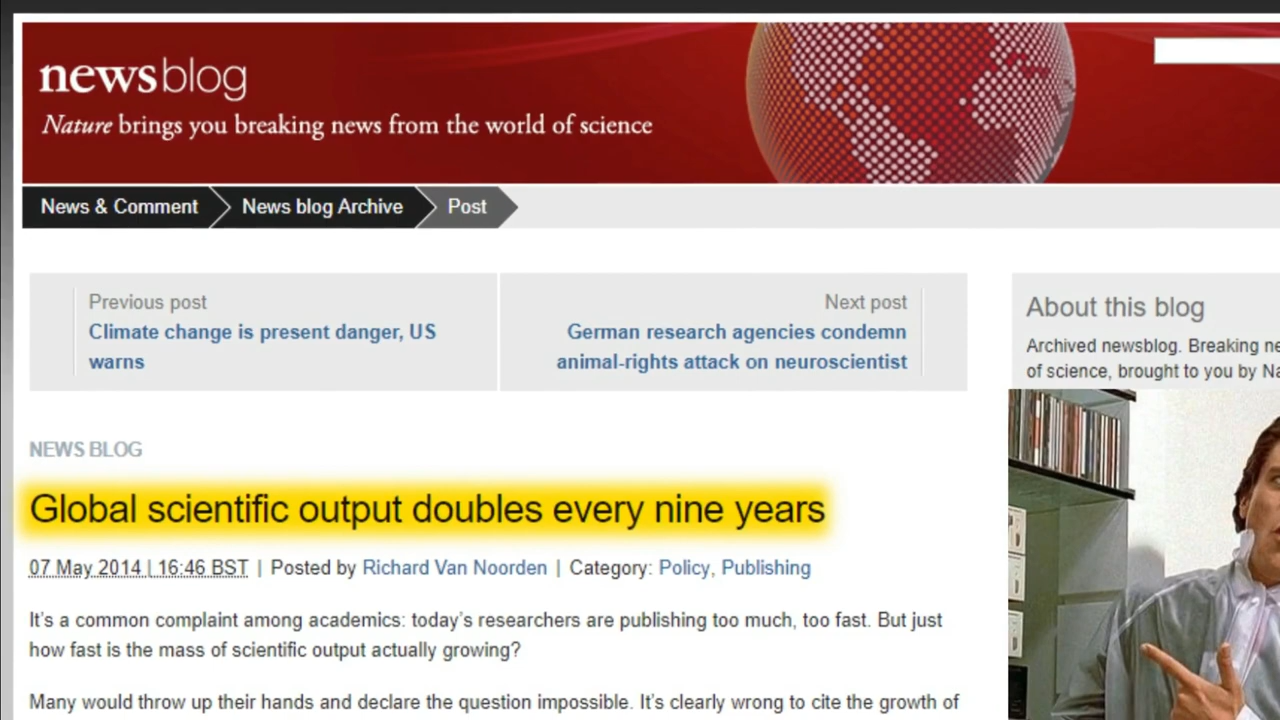 newsblog
Nature brings you breaking news from the world of science
News & Comment
News blog Archive
Post
Previous post
Climate change is present danger, US
warns
Next post
German research agencies condemn
animal-rights attack on neuroscientist
About this blog
Archived newsblog. Breaking
of science, brought to you by
NEWS BLOG
Global scientific output doubles every nine years
07 May 2014 | 16:46 BST | Posted by Richard Van Noorden | Category: Policy, Publishing
It's a common complaint among academics: today's researchers are publishing too much, too fast. But just
how fast is the mass of scientific output actually growing?
Many would throw up their hands and declare the question impossible. It's clearly wrong to cite the growth of